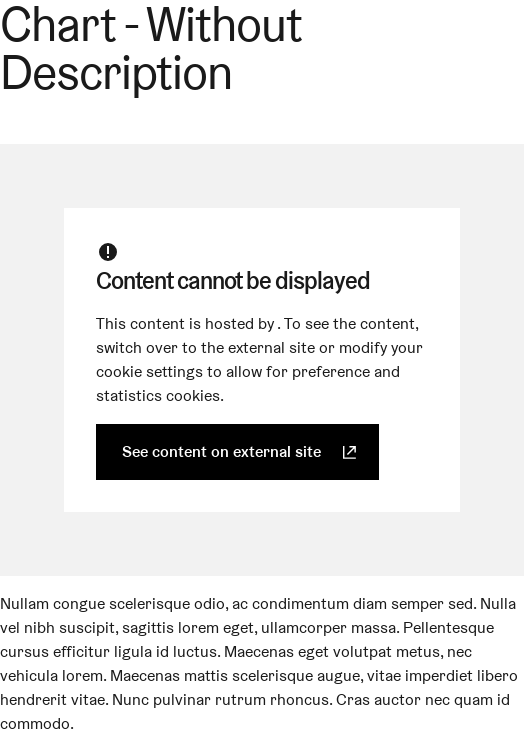 Chart - Without
Description
Content cannot be displayed
This content is hosted by . To see the content,
switch over to the external site or modify your
cookie settings to allow for preference and
statistics cookies.
See content on external site
Nullam congue scelerisque odio, ac condimentum diam semper sed. Nulla
vel nibh suscipit, sagittis lorem eget, ullamcorper massa. Pellentesque
cursus efficitur ligula id luctus. Maecenas eget volutpat metus, nec
vehicula lorem. Maecenas mattis scelerisque augue, vitae imperdiet libero
hendrerit vitae. Nunc pulvinar rutrum rhoncus. Cras auctor nec quam id
commodo.